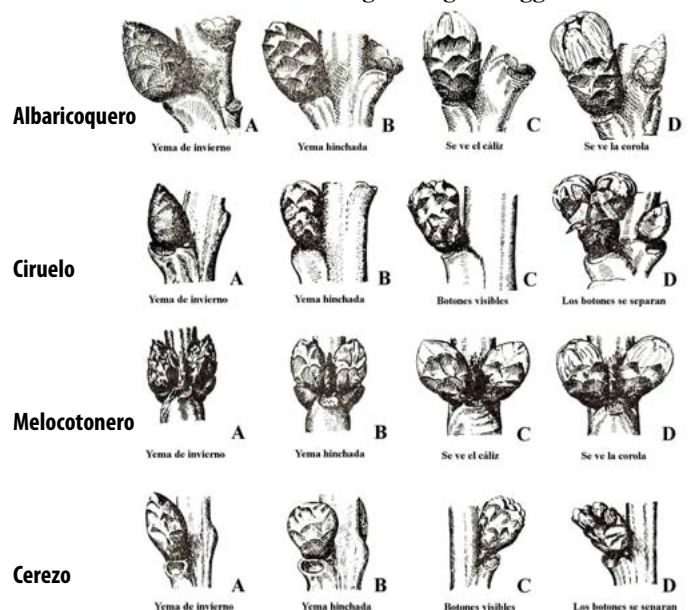 Albaricoquero
A B C D
Yema de invierno Yema hinchada Se ve el cáliz Se ve la corola
Ciruelo
A B C D
Yema de invierno Yema hinchada Botones visibles Los botones se separan
Melocotonero
A B C D
Yema de invierno Yema hinchada Se ve el cáliz Se ve la corola
Cerezo
A B C D
Yema de invierno Yema hinchada Botones visibles Los botones se separan